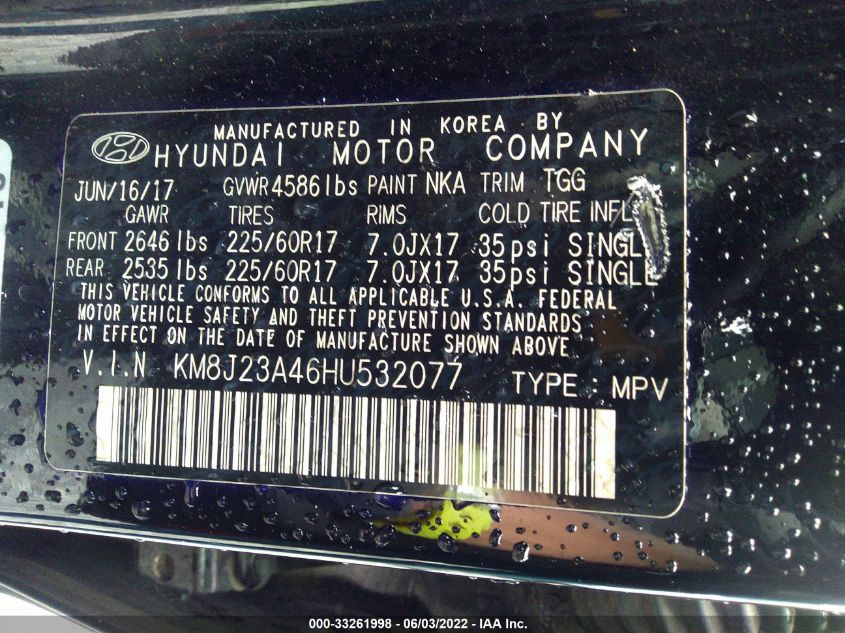 MANUFACTURED IN KOREA BY
HYUNDAI MOTOR COMPANY
JUN/16/17 GVWR 4586 lbs PAINT NKA TRIM TGG
GAWR TIRES RIMS COLD TIRE INFL
FRONT 2646 lbs 225/60R17 7.0JX17 35psi SINGL
REAR 2535 lbs 225/60R17 7.0JX17 35psi SINGLE
THIS VEHICLE CONFORMS TO ALL APPLICABLE U.S.A. FEDERAL
MOTOR VEHICLE SAFETY AND THEFT PREVENTION STANDARDS
IN EFFECT ON THE DATE OF MANUFACTURE SHOWN ABOVE
V.I.N KM8J23A46HU532077 TYPE : MPV
000-33261998 - 06/03/2022 - IAA Inc.